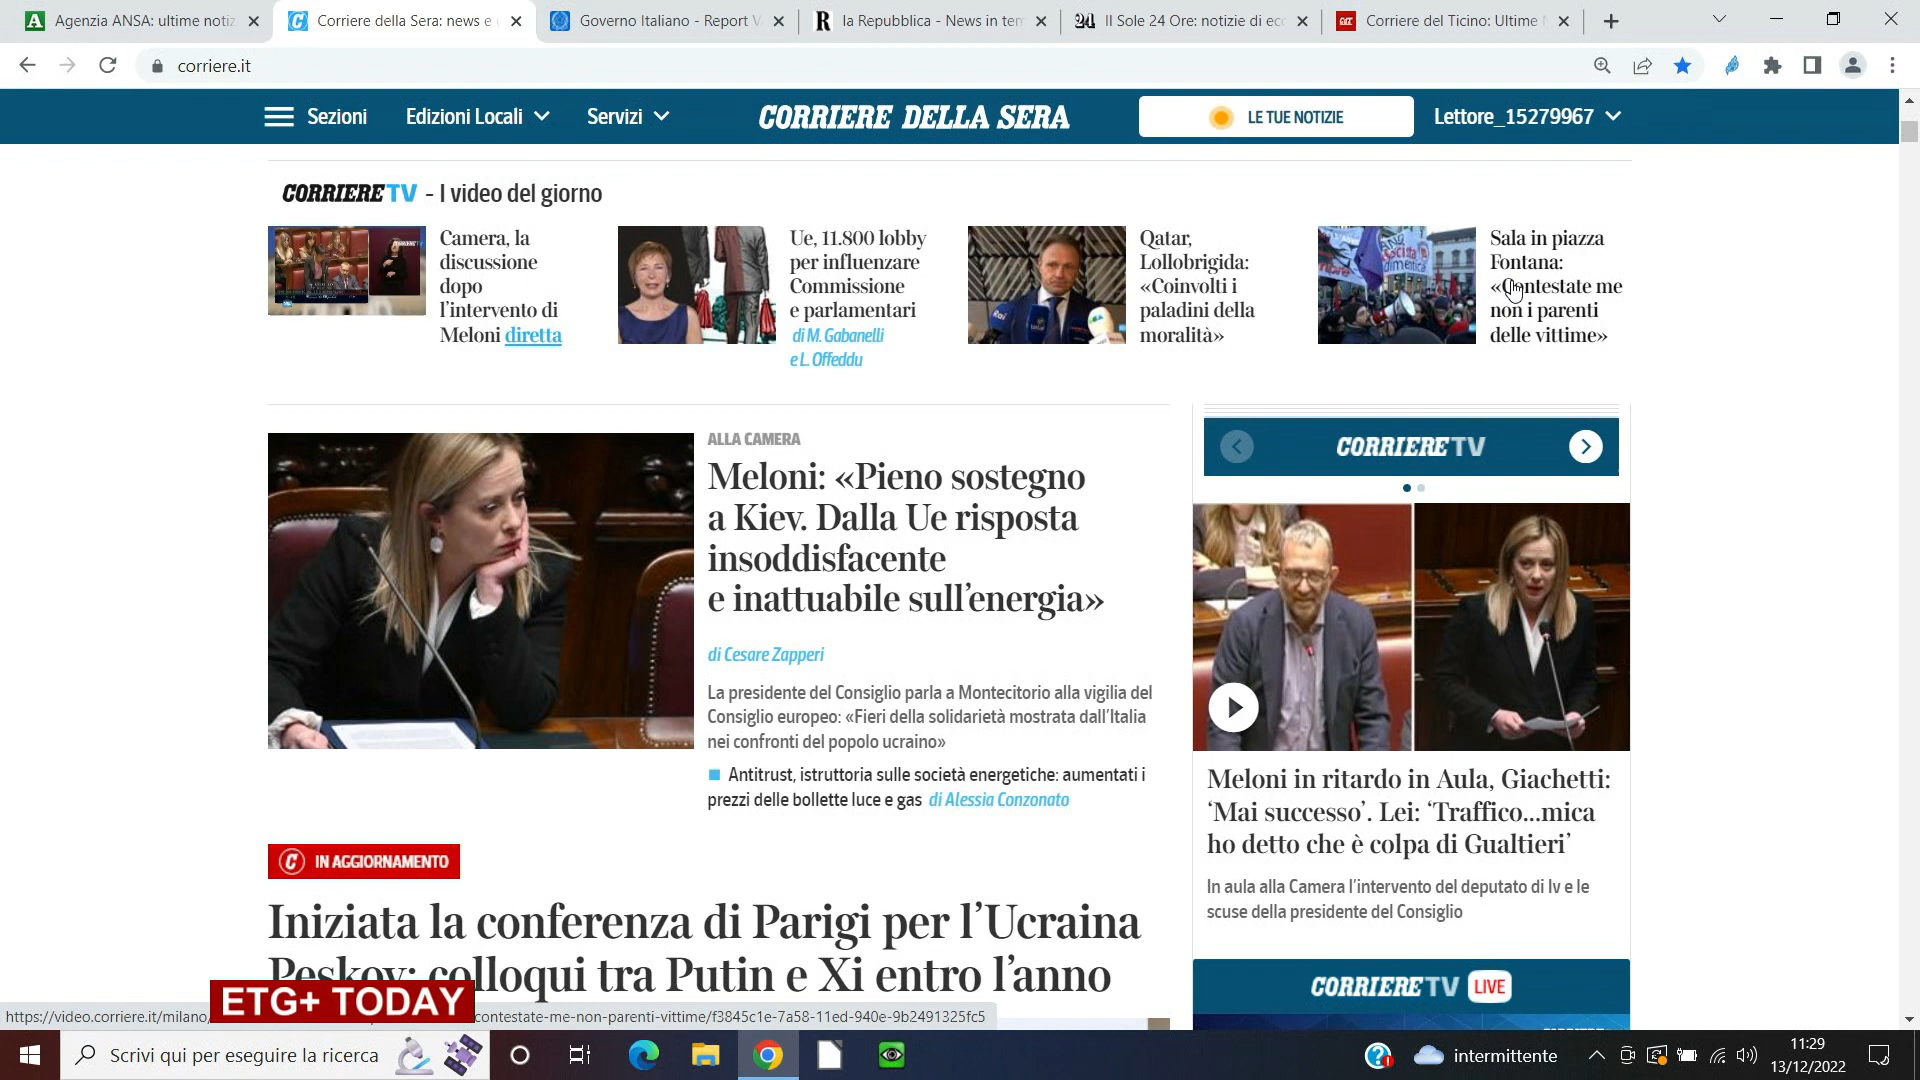 Agenzia ANSA: ultime notiz
Corriere della Sera: news e
Governo Italiano - Report
la Repubblica - News in tem
Il Sole 24 Ore: notizie di ec
Corriere del Ticino: Ultime
corriere.it
Sezioni
Edizioni Locali
Servizi
CORRIERE DELLA SERA
LE TUE NOTIZIE
Lettore_15279967
CORRIERE TV - I video del giorno
Camera, la
discussione
dopo
l'intervento di
Meloni diretta
Ue, 11.800 lobby
per influenzare
Commissione
e parlamentari
di M. Gabanelli
e L. Offeddu
Qatar,
Lollobrigida:
«Coinvolti i
paladini della
moralità»
Sala in piazza
Fontana:
«Contestate me
non i parenti
delle vittime»
ALLA CAMERA
Meloni: «Pieno sostegno
a Kiev. Dalla Ue risposta
insoddisfacente
e inattuabile sull'energia»
di Cesare Zapperi
La presidente del Consiglio parla a Montecitorio alla vigilia del
Consiglio europeo: «Fieri della solidarietà mostrata dall'Italia
nei confronti del popolo ucraino»
Antitrust, istruttoria sulle società energetiche: aumentati i
prezzi delle bollette luce e gas di Alessia Conzonato
CORRIERE TV
Meloni in ritardo in Aula, Giachetti:
'Mai successo'. Lei: 'Traffico...mica
ho detto che è colpa di Gualtieri'
In aula alla Camera l'intervento del deputato di Iv e le
scuse della presidente del Consiglio
CORRIERE TV LIVE
IN AGGIORNAMENTO
Iniziata la conferenza di Parigi per l'Ucraina
Peskov: colloqui tra Putin e Xi entro l'anno
ETG+ TODAY
https://video.corriere.it/milano/
contestate-me-non-parenti-vittime/f3845c1e-7a58-11ed-940e-9b2491325fc5
Scrivi qui per eseguire la ricerca
intermittente
11:29
13/12/2022